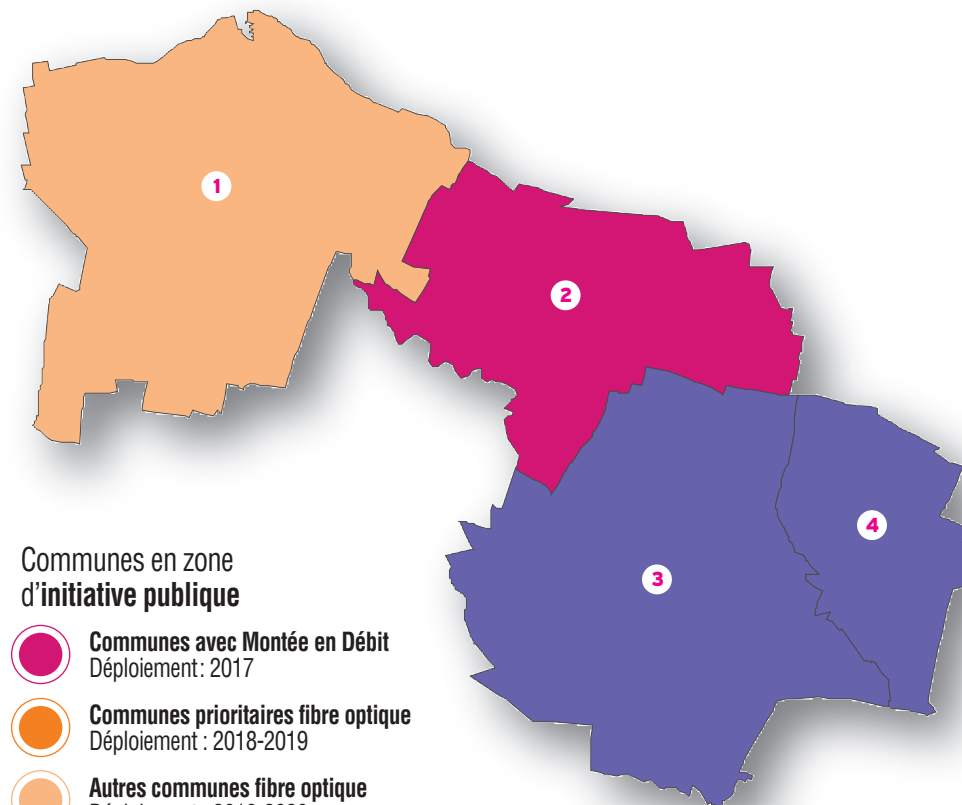 1
2
3
4
Communes en zone
d'initiative publique
Communes avec Montée en Débit
Déploiement : 2017
Communes prioritaires fibre optique
Déploiement : 2018-2019
Autres communes fibre optique